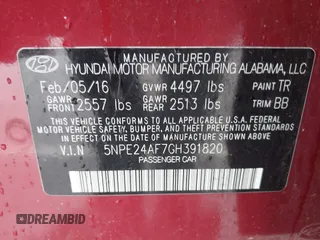 MANUFACTURED BY
HYUNDAI MOTOR MANUFACTURING ALABAMA, LLC
Feb/05/16 GVWR 4497 lbs PAINT TR
GAWR FRONT 2557 lbs GAWR REAR 2513 lbs TRIM BB
THIS VEHICLE CONFORMS TO ALL APPLICABLE U.S.A. FEDERAL
MOTOR VEHICLE SAFETY, BUMPER, AND THEFT PREVENTION
STANDARDS IN EFFECT ON THE DATE OF MANUFACTURE SHOWN ABOVE.
V.I.N 5NPE24AF7GH391820
PASSENGER CAR
DREAMBID